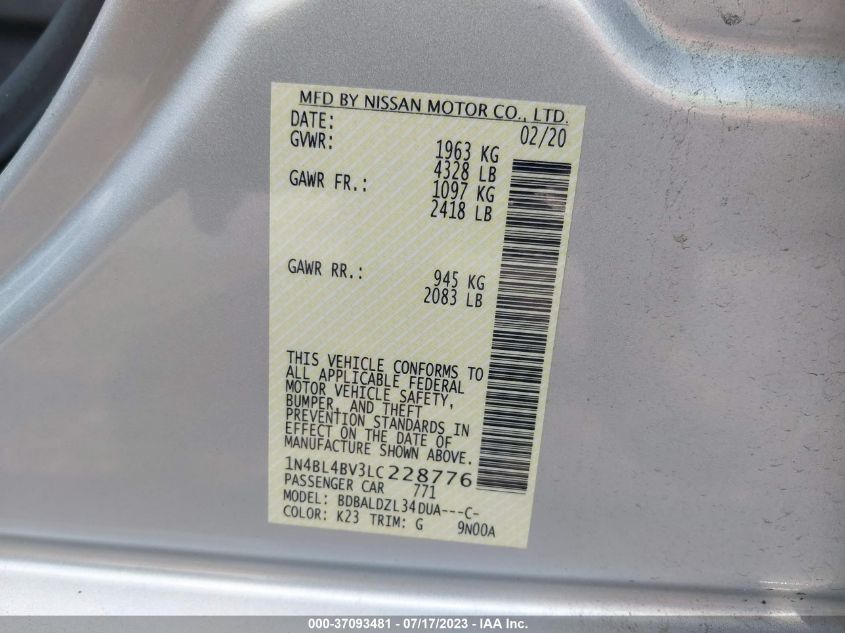 MFD BY NISSAN MOTOR CO., LTD.
DATE: 02/20
GVWR: 1963 KG
4328 LB
GAWR FR.: 1097 KG
2418 LB
GAWR RR.: 945 KG
2083 LB
THIS VEHICLE CONFORMS TO
ALL APPLICABLE FEDERAL
MOTOR VEHICLE SAFETY,
BUMPER, AND THEFT
PREVENTION STANDARDS IN
EFFECT ON THE DATE OF
MANUFACTURE SHOWN ABOVE.
1N4BL4BV3LC228776
PASSENGER CAR 771
MODEL: BDBALDZL34DUA---C-
COLOR: K23 TRIM: G 9N00A
000-37093481 - 07/17/2023 - IAA Inc.